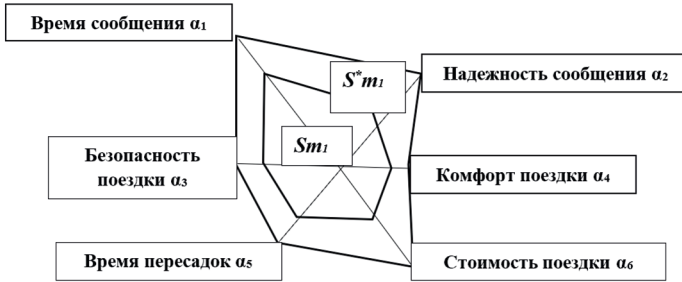 Время сообщения α₁
S*m₁
Надежность сообщения α₂
Sm₁
Безопасность
поездки α₃
Комфорт поездки α₄
Время пересадок α₅
Стоимость поездки α₆